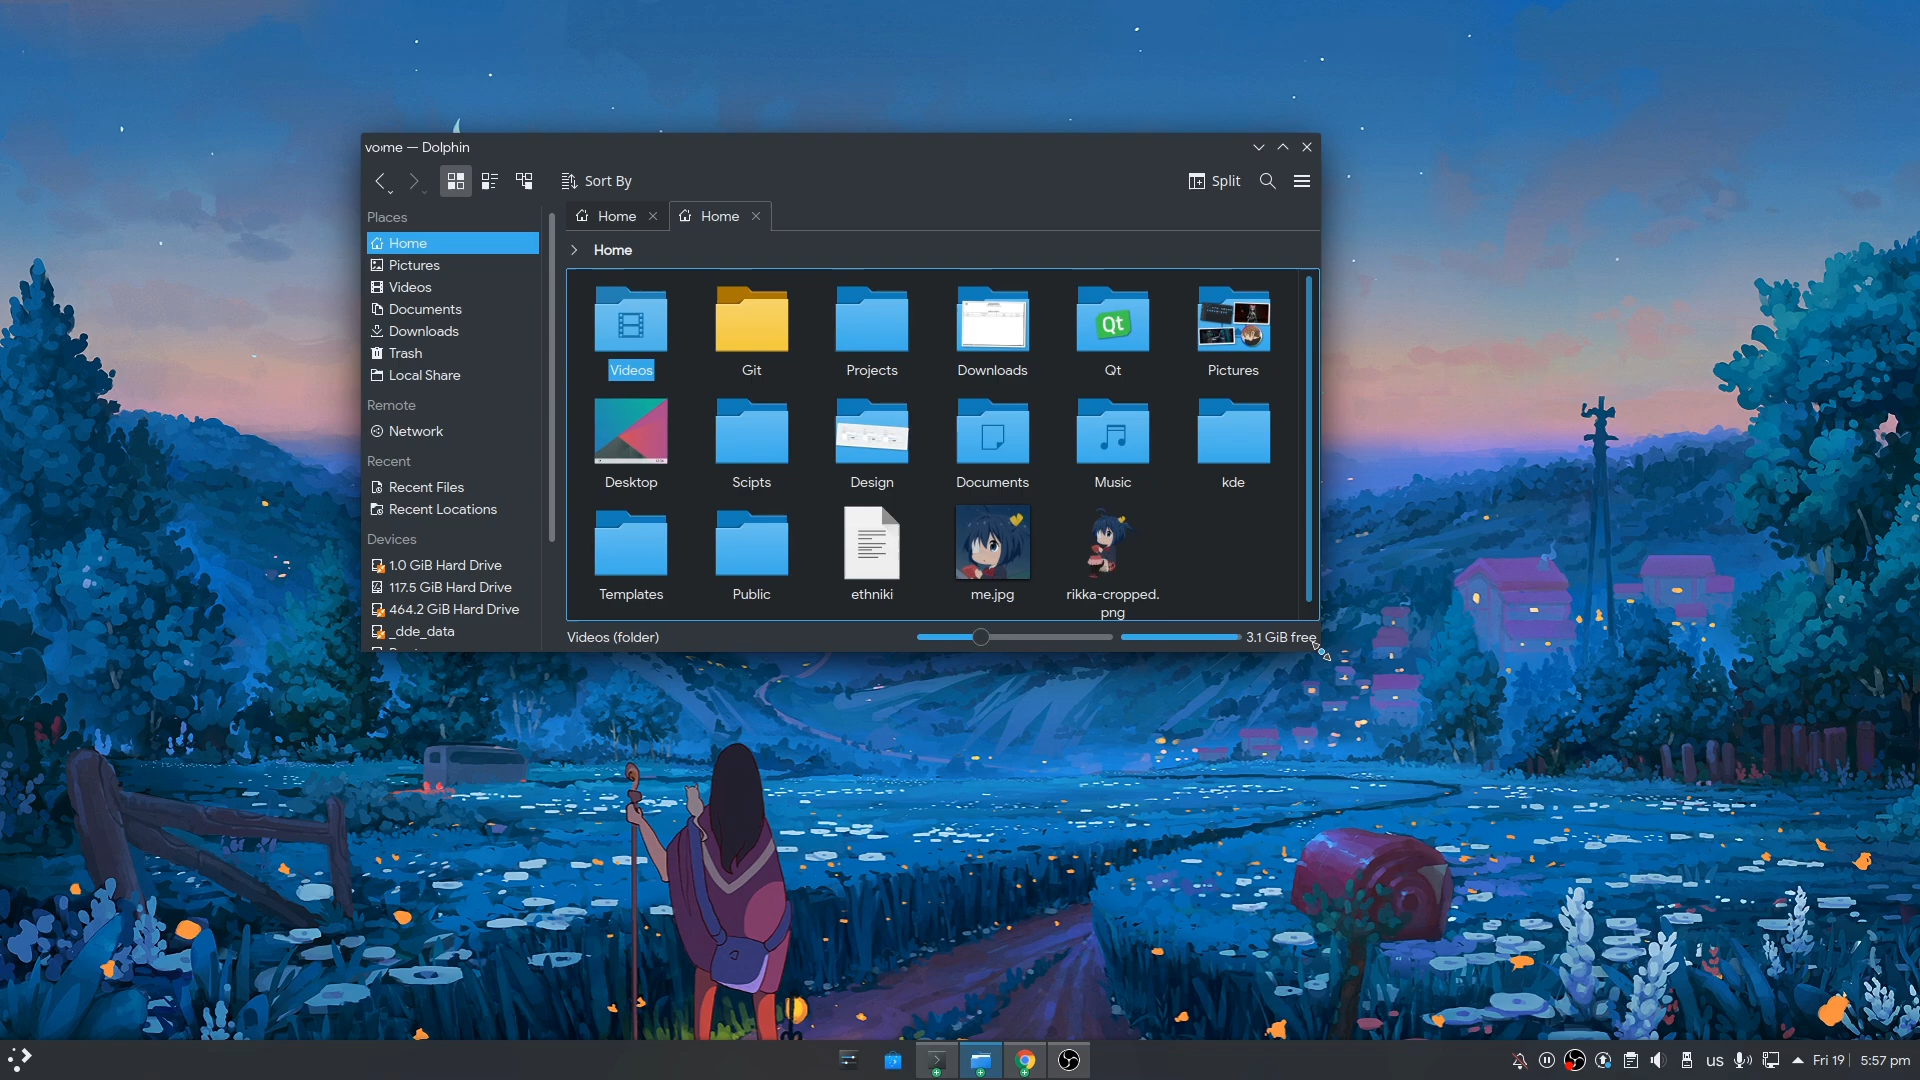 vome — Dolphin
Sort By
Split
Places
Home
Pictures
Videos
Documents
Downloads
Trash
Local Share
Remote
Network
Recent
Recent Files
Recent Locations
Devices
1.0 GiB Hard Drive
117.5 GiB Hard Drive
464.2 GiB Hard Drive
_dde_data
Home
Home
Home
Videos
Git
Projects
Downloads
Qt
Qt
Pictures
Desktop
Scipts
Design
Documents
Music
kde
Templates
Public
ethniki
me.jpg
rikka-cropped.
png
Videos (folder)
3.1 GiB free
us
Fri 19
5:57 pm